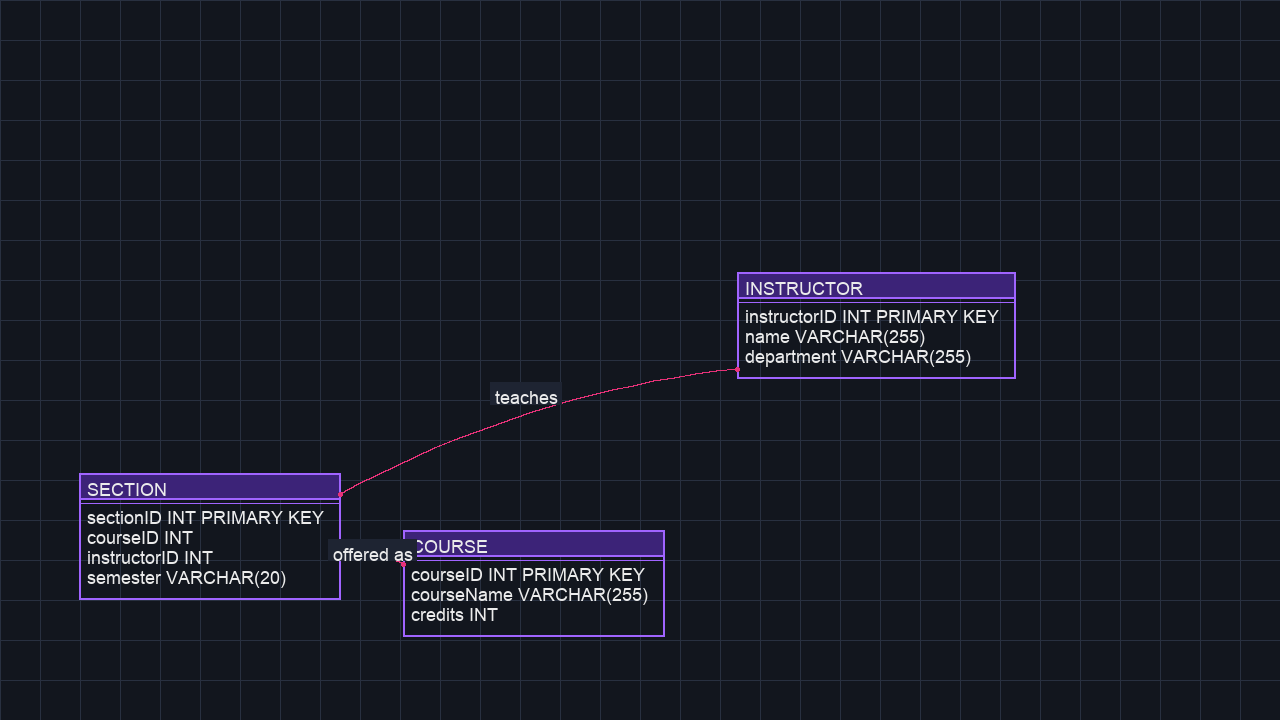 INSTRUCTOR
instructorID INT PRIMARY KEY
name VARCHAR(255)
department VARCHAR(255)
teaches
SECTION
sectionID INT PRIMARY KEY
courseID INT
instructorID INT
semester VARCHAR(20)
offered as
COURSE
courseID INT PRIMARY KEY
courseName VARCHAR(255)
credits INT